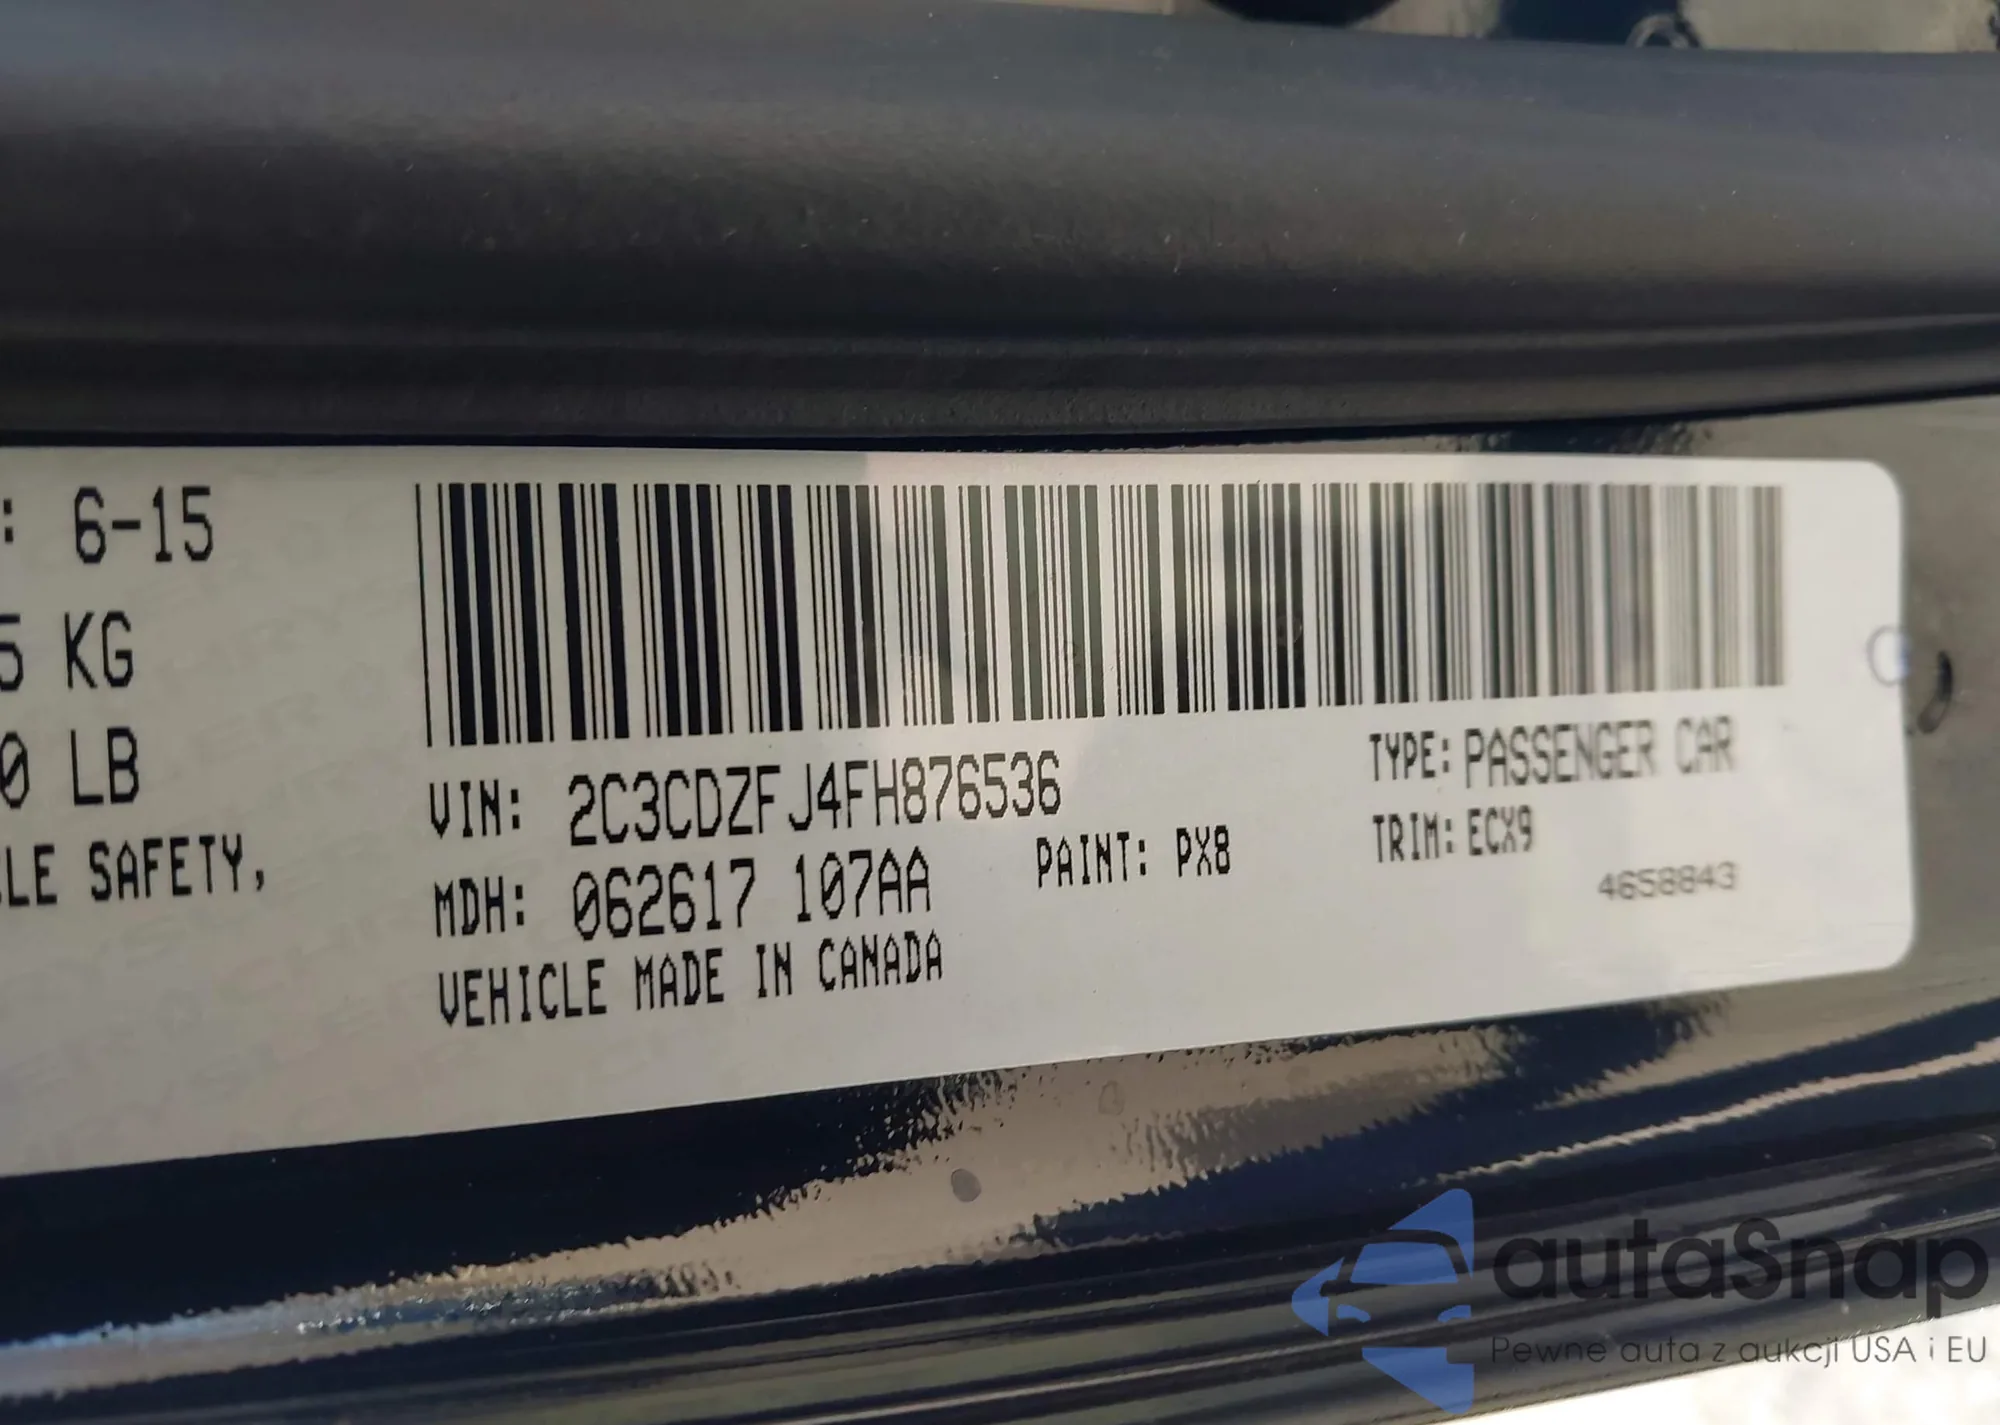 : 6-15
5 KG
0 LB
LE SAFETY,
VIN: 2C3CDZFJ4FH876536
TYPE: PASSENGER CAR
MDH: 062617 107AA
PAINT: PX8
TRIM: ECX9
4658843
VEHICLE MADE IN CANADA
autaSnap
Pewne auta z aukcji USA i EU